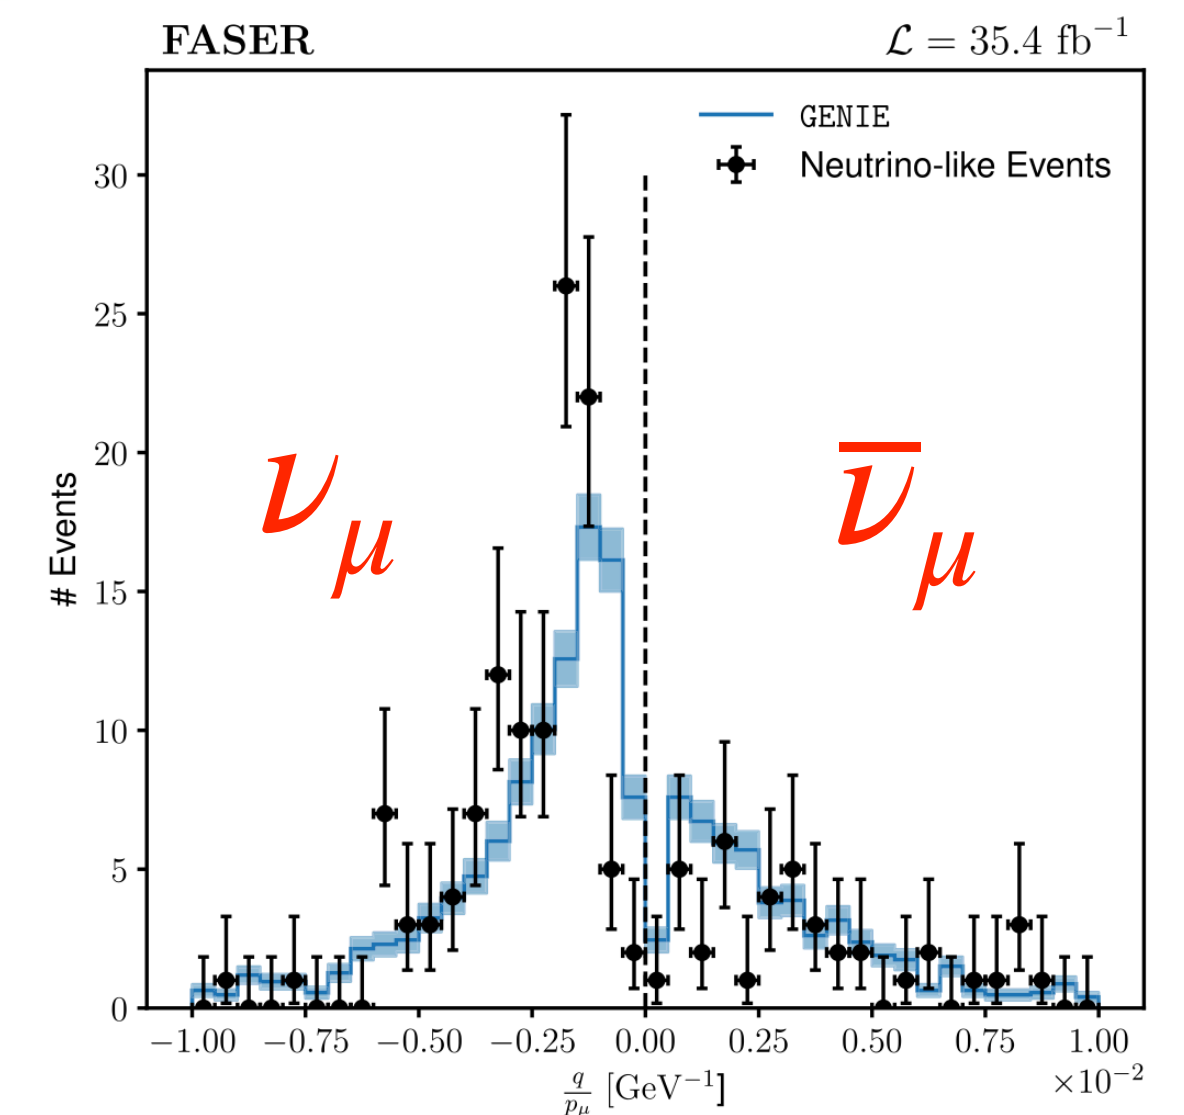 FASER
ℒ = 35.4 fb⁻¹
GENIE
Neutrino-like Events
30
25
20
15
10
5
0
# Events
ν_μ
ν̅_μ
−1.00 −0.75 −0.50 −0.25 0.00 0.25 0.50 0.75 1.00
×10⁻²
q/p_μ [GeV⁻¹]